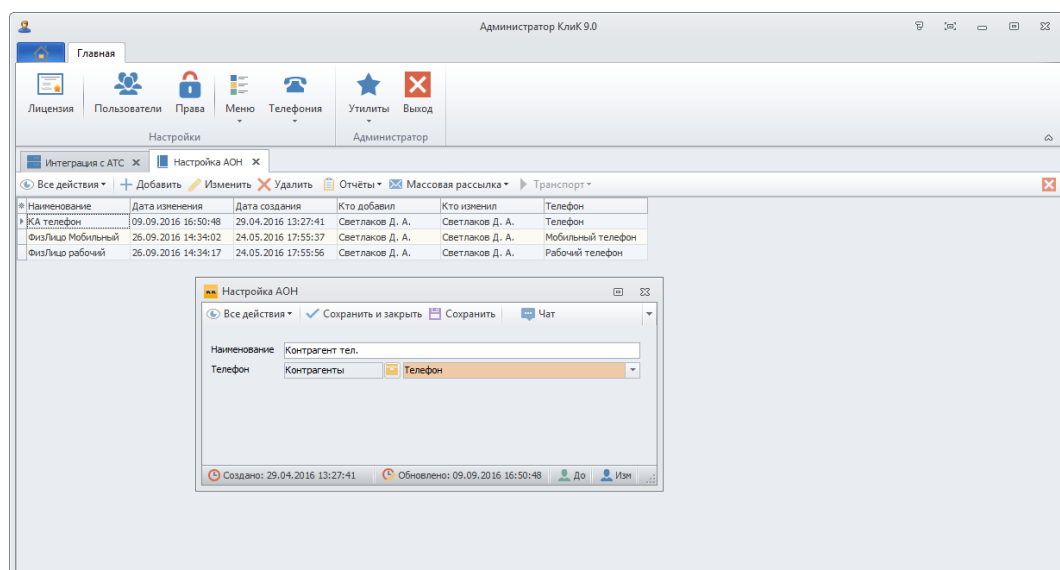 Администратор КлиК 9.0
Главная
Лицензия Пользователи Права Меню Телефония Утилиты Выход
Настройки Администратор
Интеграция с АТС Настройка АОН
Все действия Добавить Изменить Удалить Отчёты Массовая рассылка Транспорт
Наименование Дата изменения Дата создания Кто добавил Кто изменил Телефон
КА телефон 09.09.2016 16:50:48 29.04.2016 13:27:41 Светлаков Д. А. Светлаков Д. А. Телефон
ФизЛицо Мобильный 26.09.2016 14:34:02 24.05.2016 17:55:37 Светлаков Д. А. Светлаков Д. А. Мобильный телефон
ФизЛицо рабочий 26.09.2016 14:34:17 24.05.2016 17:55:56 Светлаков Д. А. Светлаков Д. А. Рабочий телефон
Настройка АОН
Все действия Сохранить и закрыть Сохранить Чат
Наименование Контрагент тел.
Телефон Контрагенты Телефон
Создано: 29.04.2016 13:27:41 Обновлено: 09.09.2016 16:50:48 До Изм